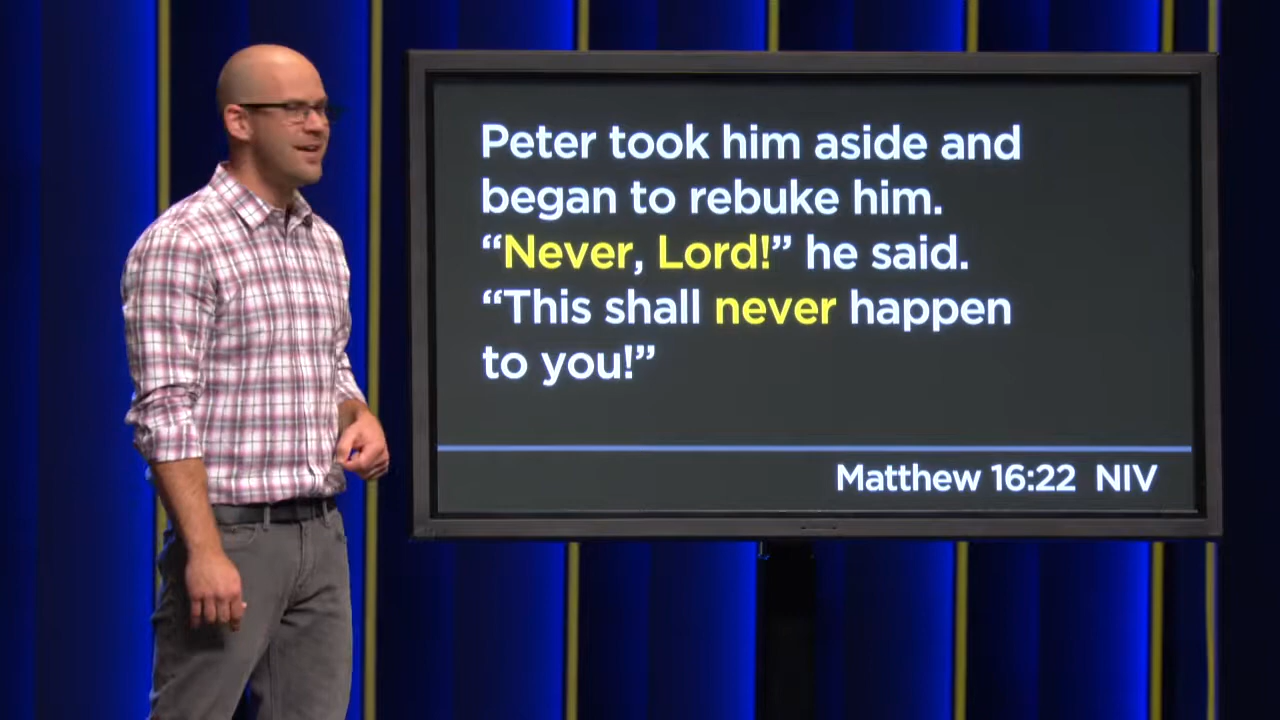 Peter took him aside and
began to rebuke him.
“Never, Lord!” he said.
“This shall never happen
to you!”
Matthew 16:22 NIV